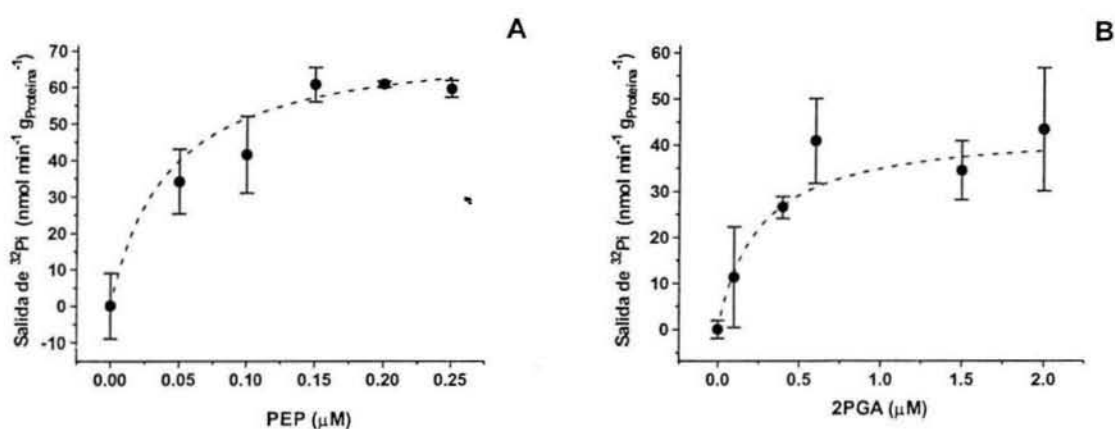 A
Salida de ³²Pi (nmol min⁻¹ gProteina⁻¹)
70
60
50
40
30
20
10
0
-10
0.00 0.05 0.10 0.15 0.20 0.25
PEP (µM)
B
Salida de ³²Pi (nmol min⁻¹ gProteina⁻¹)
60
50
40
30
20
10
0
0.0 0.5 1.0 1.5 2.0
2PGA (µM)